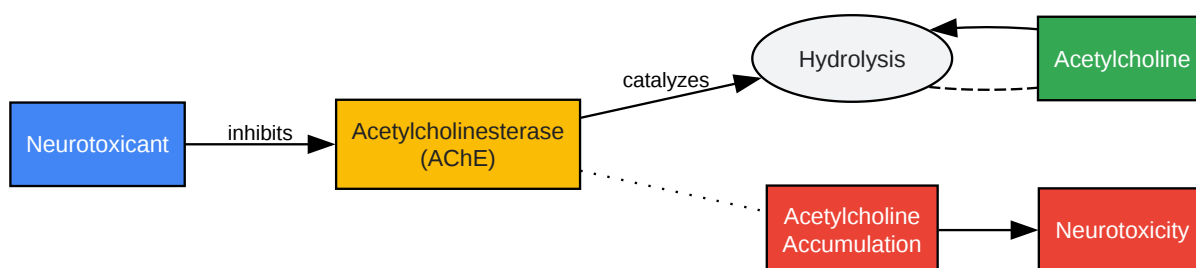 Neurotoxicant
inhibits
Acetylcholinesterase
(AChE)
catalyzes
Hydrolysis
Acetylcholine
Acetylcholine
Accumulation
Neurotoxicity